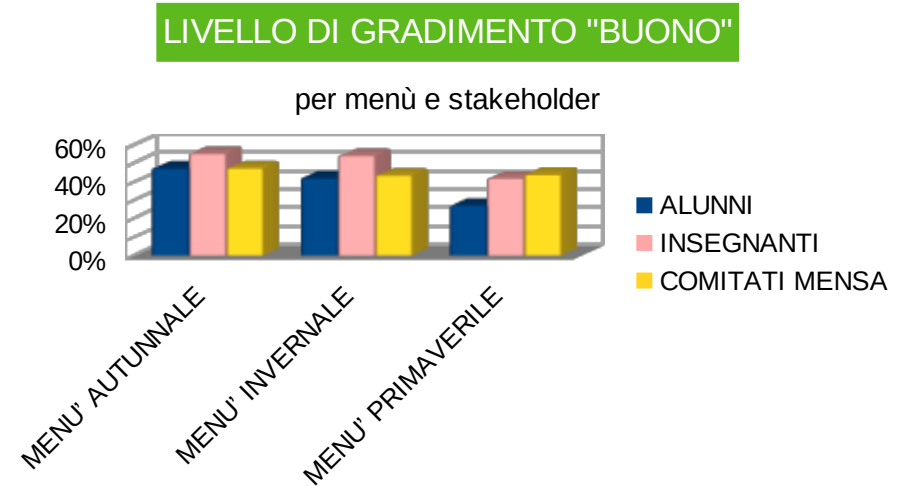 LIVELLO DI GRADIMENTO "BUONO"
per menù e stakeholder
60%
40%
20%
0%
ALUNNI
INSEGNANTI
COMITATI MENSA
MENU' AUTUNNALE
MENU' INVERNALE
MENU' PRIMAVERILE